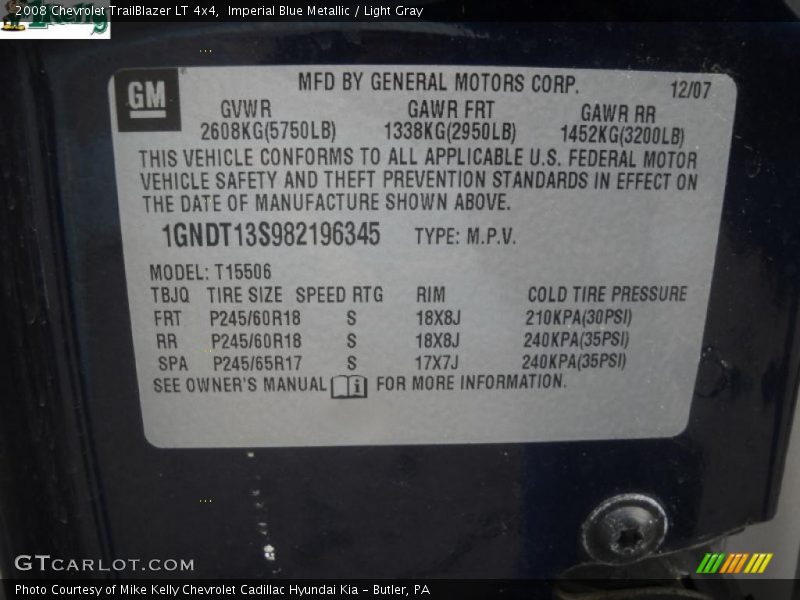 2008 Chevrolet TrailBlazer LT 4x4,  Imperial Blue Metallic / Light Gray
GM
MFD BY GENERAL MOTORS CORP. 12/07
GVWR GAWR FRT GAWR RR
2608KG(5750LB) 1338KG(2950LB) 1452KG(3200LB)
THIS VEHICLE CONFORMS TO ALL APPLICABLE U.S. FEDERAL MOTOR
VEHICLE SAFETY AND THEFT PREVENTION STANDARDS IN EFFECT ON
THE DATE OF MANUFACTURE SHOWN ABOVE.
1GNDT13S982196345 TYPE: M.P.V.
MODEL: T15506
TBJQ TIRE SIZE SPEED RTG RIM COLD TIRE PRESSURE
FRT P245/60R18 S 18X8J 210KPA(30PSI)
RR P245/60R18 S 18X8J 240KPA(35PSI)
SPA P245/65R17 S 17X7J 240KPA(35PSI)
SEE OWNER'S MANUAL i FOR MORE INFORMATION.
GTCARLOT.COM
Photo Courtesy of Mike Kelly Chevrolet Cadillac Hyundai Kia – Butler, PA